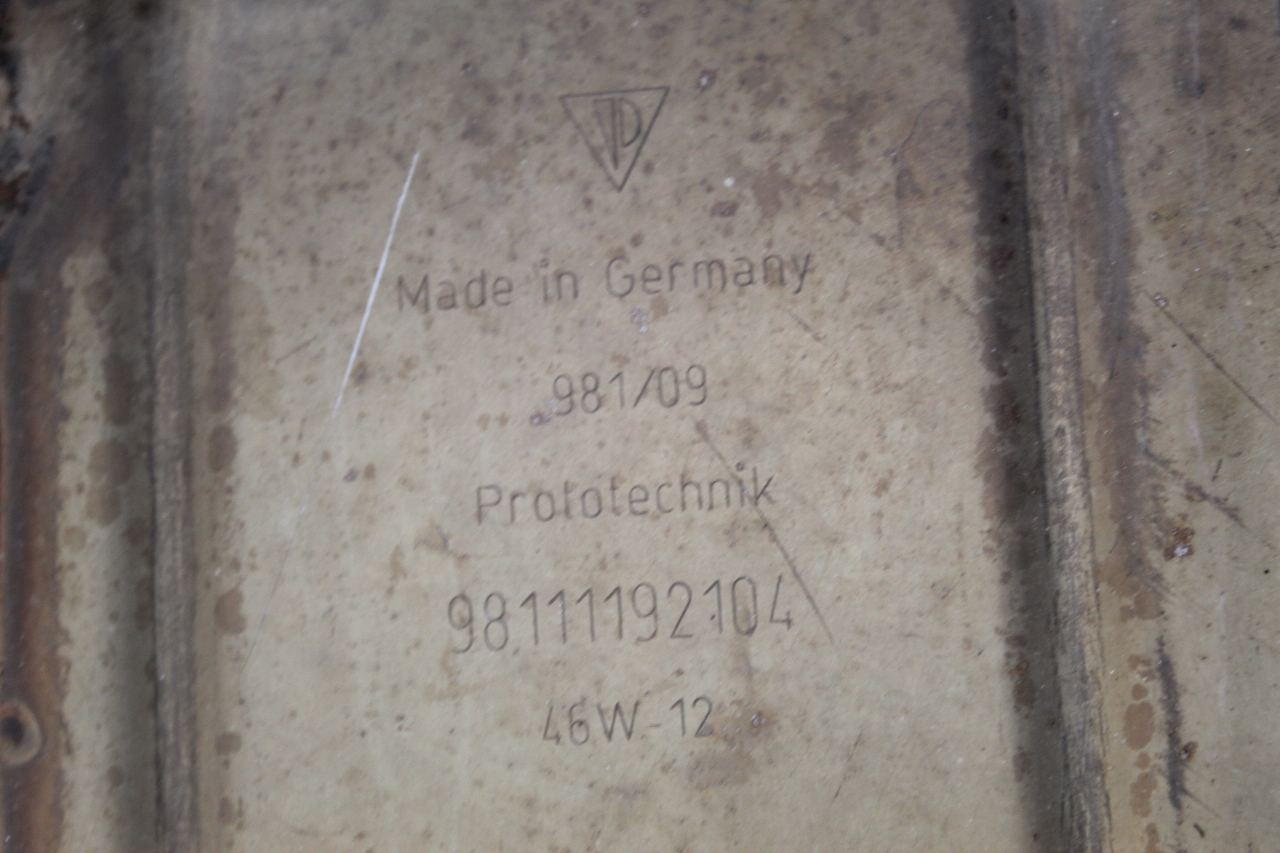 Made in Germany
981/09
Prototechnik
98111192104
46W-12